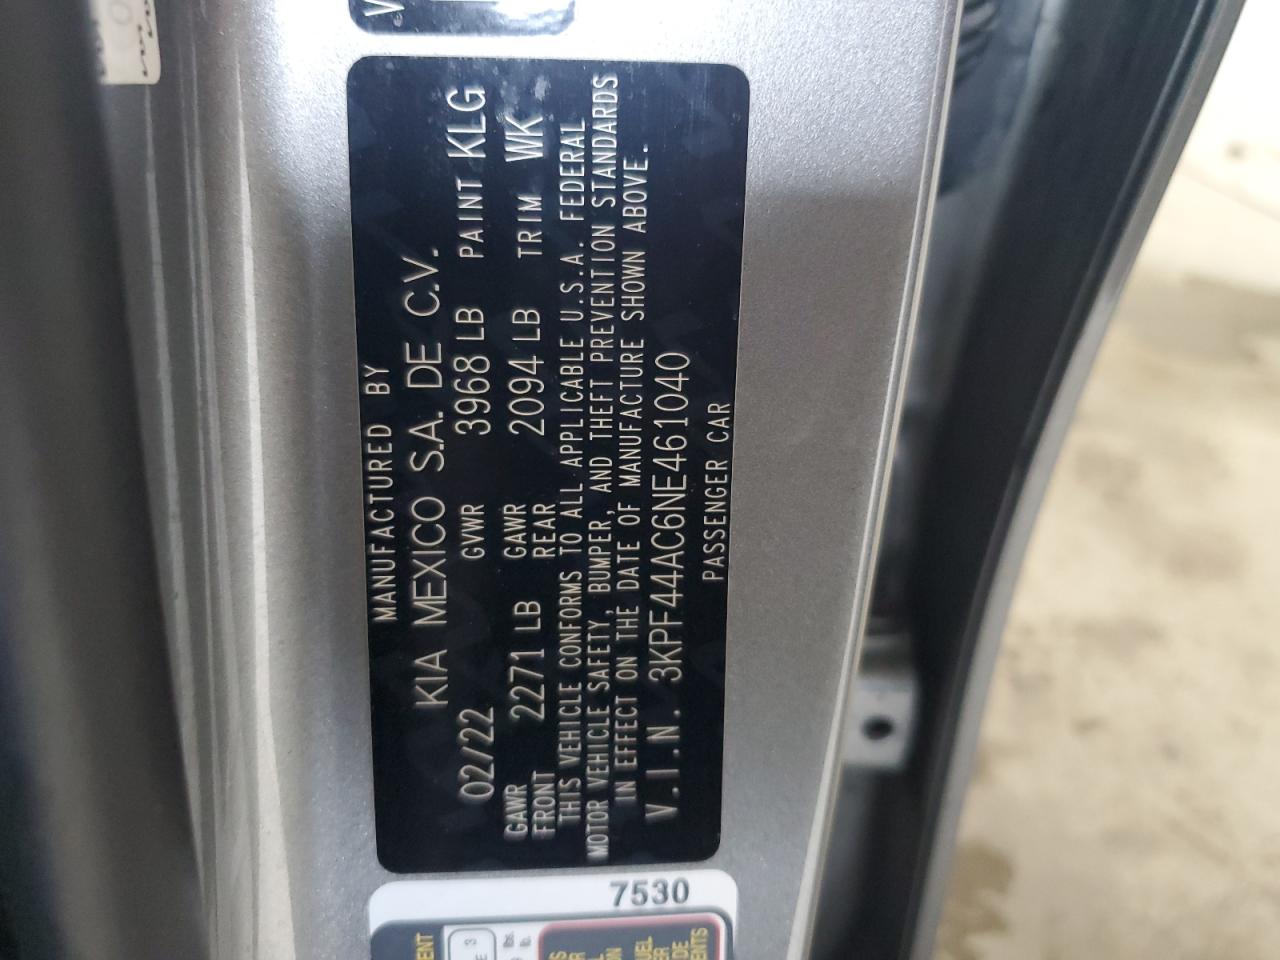 MANUFACTURED BY
KIA MEXICO S.A. DE C.V.
02/22 GVWR 3968 LB PAINT KLG
GAWR FRONT 2271 LB GAWR REAR 2094 LB TRIM WK
THIS VEHICLE CONFORMS TO ALL APPLICABLE U.S.A. FEDERAL
MOTOR VEHICLE SAFETY, BUMPER, AND THEFT PREVENTION STANDARDS
IN EFFECT ON THE DATE OF MANUFACTURE SHOWN ABOVE.
V.I.N. 3KPF44AC6NE461040
PASSENGER CAR
7530